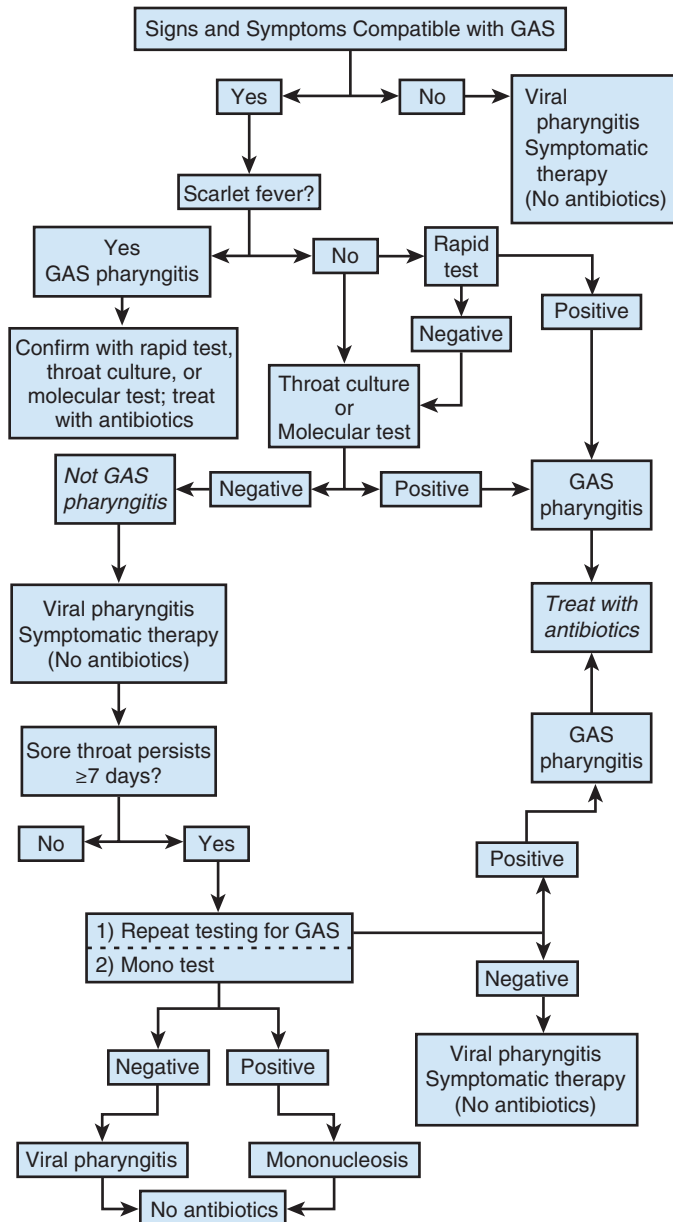 Signs and Symptoms Compatible with GAS
Yes
No
Viral
pharyngitis
Symptomatic
therapy
(No antibiotics)
Scarlet fever?
Yes
GAS pharyngitis
No
Rapid
test
Positive
Negative
Confirm with rapid test,
throat culture, or
molecular test; treat
with antibiotics
Throat culture
or
Molecular test
Not GAS
pharyngitis
Negative
Positive
GAS
pharyngitis
Viral pharyngitis
Symptomatic therapy
(No antibiotics)
Treat with
antibiotics
Sore throat persists
≥7 days?
GAS
pharyngitis
No
Yes
Positive
1) Repeat testing for GAS
2) Mono test
Negative
Negative
Positive
Viral pharyngitis
Symptomatic therapy
(No antibiotics)
Viral pharyngitis
Mononucleosis
No antibiotics